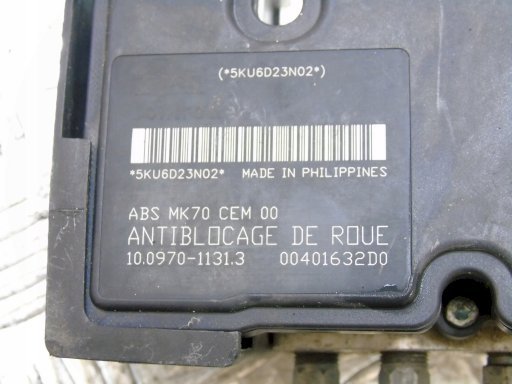 (*5KU6D23N02*)
*5KU6D23N02* MADE IN PHILIPPINES
ABS MK70 CEM 00
ANTIBLOCAGE DE ROUE
10.0970-1131.3 00401632D0